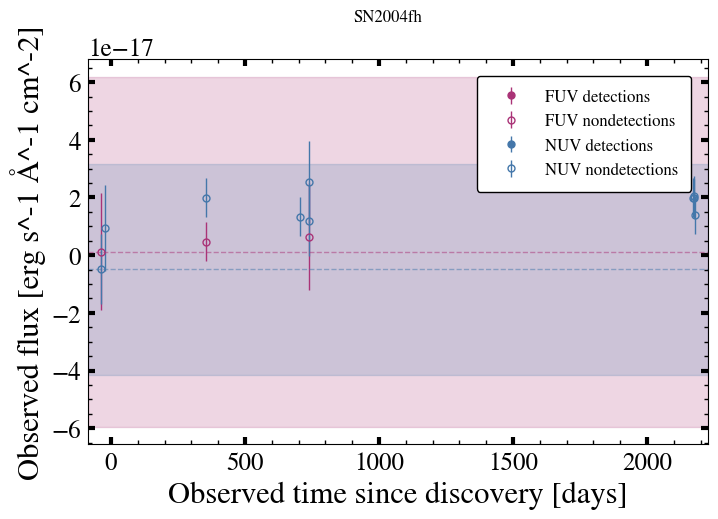 SN2004fh
1e−17
Observed flux [erg s^-1 Å^-1 cm^-2]
6
4
2
0
−2
−4
−6
FUV detections
FUV nondetections
NUV detections
NUV nondetections
0 500 1000 1500 2000
Observed time since discovery [days]